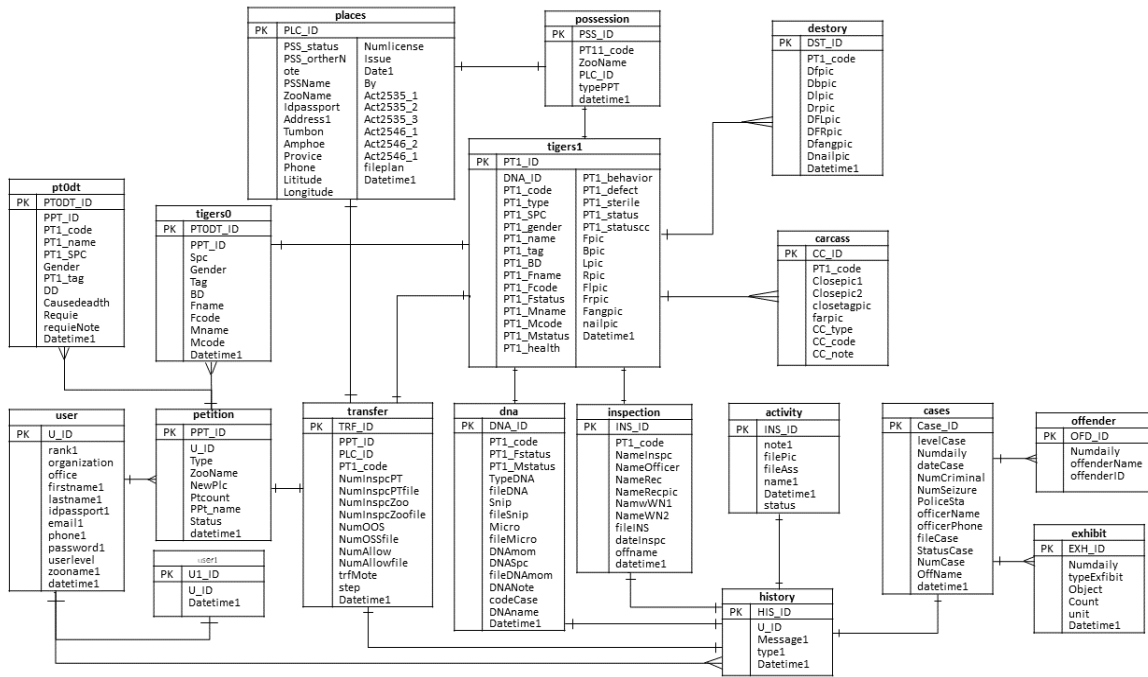 places
PK PLC_ID
PSS_status
PSS_ortherN
ote
PSSName
ZooName
Idpassport
Address1
Tumbon
Amphoe
Provice
Phone
Lititude
Longitude
Numlicense
Issue
Date1
By
Act2535_1
Act2535_2
Act2535_3
Act2546_1
Act2546_2
Act2546_1
fileplan
Datetime1
possession
PK PSS_ID
PT11_code
ZooName
PLC_ID
typePPT
datetime1
destory
PK DST_ID
PT1_code
Dfpic
Dbpic
Dlpic
Drpic
DFLpic
DFRpic
Dfangpic
Dnailpic
Datetime1
tigers1
PK PT1_ID
DNA_ID
PT1_code
PT1_type
PT1_SPC
PT1_gender
PT1_name
PT1_tag
PT1_BD
PT1_Fname
PT1_Fcode
PT1_Fstatus
PT1_Mname
PT1_Mcode
PT1_Mstatus
PT1_health
PT1_behavior
PT1_defect
PT1_sterile
PT1_status
PT1_statuscc
Fpic
Bpic
Lpic
Rpic
Flpic
Frpic
Fangpic
nailpic
Datetime1
pt0dt
PK PT0DT_ID
PPT_ID
PT1_code
PT1_name
PT1_SPC
Gender
PT1_tag
DD
Causedeadth
Requie
requieNote
Datetime1
tigers0
PK PT0DT_ID
PPT_ID
Spc
Gender
Tag
BD
Fname
Fcode
Mname
Mcode
Datetime1
carcass
PK CC_ID
PT1_code
Closepic1
Closepic2
closetagpic
farpic
CC_type
CC_code
CC_note
user
PK U_ID
rank1
organization
office
firstname1
lastname1
idpassport1
email1
phone1
password1
userlevel
zooname1
datetime1
petition
PK PPT_ID
U_ID
Type
ZooName
NewPlc
Ptcount
PPt_name
Status
datetime1
user1
PK U1_ID
U_ID
Datetime1
transfer
PK TRF_ID
PPT_ID
PLC_ID
PT1_code
NumInspcPT
NumInspcPTfile
NumInspcZoo
NumInspcZoofile
NumOOS
NumOSSfile
NumAllow
NumAllowfile
trfMote
step
Datetime1
dna
PK DNA_ID
PT1_code
PT1_Fstatus
PT1_Mstatus
TypeDNA
fileDNA
Snip
fileSnip
Micro
fileMicro
DNAmom
DNASpc
fileDNAmom
DNANote
codeCase
DNAname
Datetime1
inspection
PK INS_ID
PT1_code
NameInspc
NameOfficer
NameRec
NameRecpic
NamwWN1
NameWN2
fileINS
dateInspc
offname
datetime1
activity
PK INS_ID
note1
filePic
fileAss
name1
Datetime1
status
history
PK HIS_ID
U_ID
Message1
type1
Datetime1
cases
PK Case_ID
levelCase
Numdaily
dateCase
NumCriminal
NumSeizure
PoliceSta
officerName
officerPhone
fileCase
StatusCase
NumCase
OffName
datetime1
offender
PK OFD_ID
Numdaily
offenderName
offenderID
exhibit
PK EXH_ID
Numdaily
typeExfibit
Object
Count
unit
Datetime1